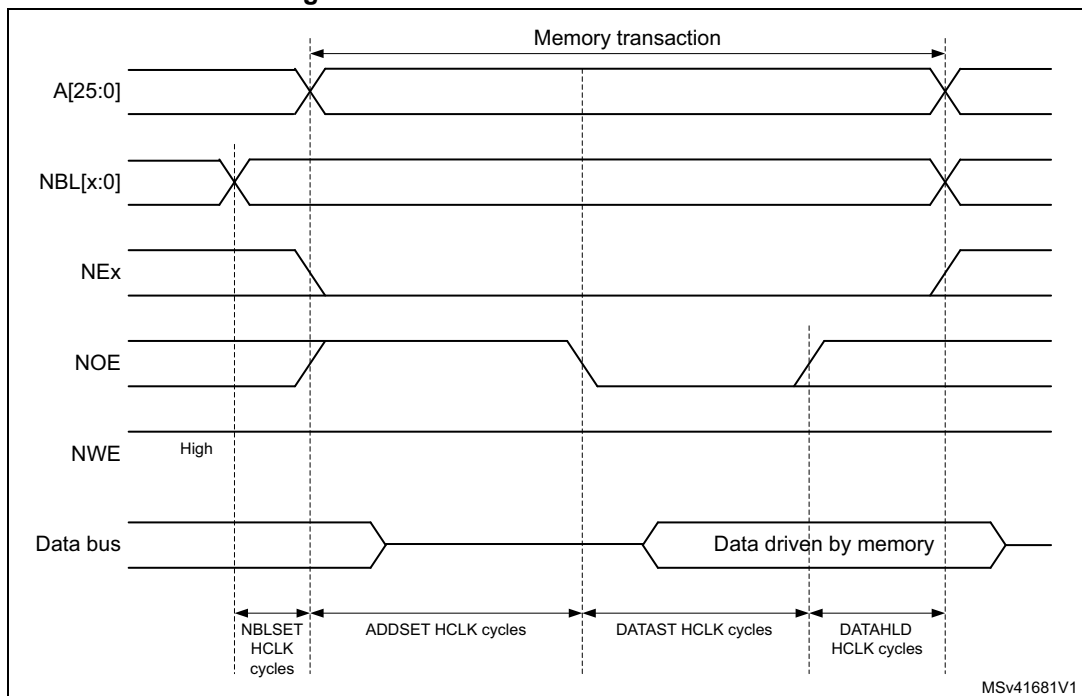 Memory transaction
A[25:0]
NBL[x:0]
NEx
NOE
High
NWE
Data bus
Data driven by memory
NBLSET
HCLK
cycles
ADDSET HCLK cycles
DATAST HCLK cycles
DATAHLD
HCLK cycles
MSv41681V1